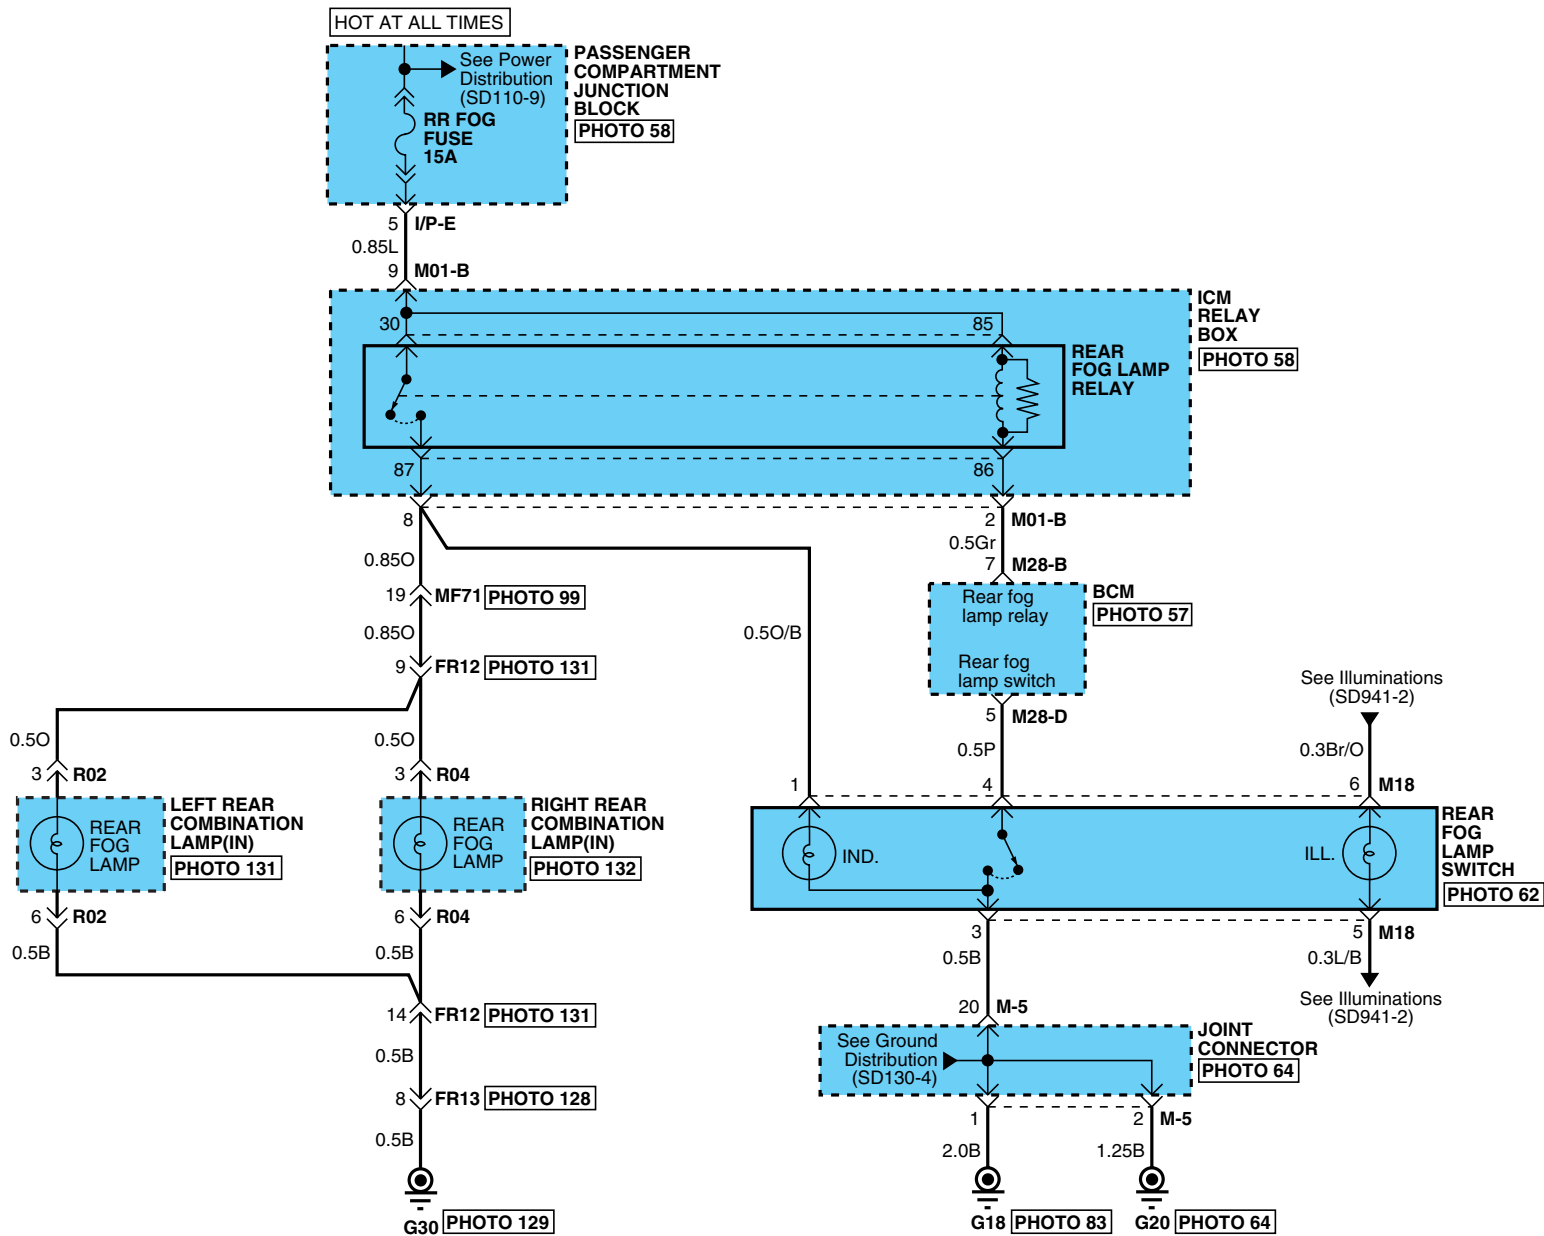 HOT AT ALL TIMES
See Power
Distribution
(SD110-9)
RR FOG
FUSE
15A
PASSENGER
COMPARTMENT
JUNCTION
BLOCK
PHOTO 58
5 I/P-E
0.85L
9 M01-B
ICM
RELAY
BOX
PHOTO 58
30
85
REAR
FOG LAMP
RELAY
87
86
8
2 M01-B
0.5Gr
7 M28-B
0.85O
19 MF71 PHOTO 99
0.85O
9 FR12 PHOTO 131
0.5O/B
Rear fog
lamp relay
Rear fog
lamp switch
BCM
PHOTO 57
5 M28-D
0.5P
See Illuminations
(SD941-2)
0.3Br/O
0.5O
0.5O
3 R02
3 R04
1
4
6 M18
REAR
FOG
LAMP
LEFT REAR
COMBINATION
LAMP(IN)
PHOTO 131
REAR
FOG
LAMP
RIGHT REAR
COMBINATION
LAMP(IN)
PHOTO 132
IND.
ILL.
REAR
FOG
LAMP
SWITCH
PHOTO 62
6 R02
6 R04
3
5 M18
0.5B
0.5B
0.5B
0.3L/B
See Illuminations
(SD941-2)
14 FR12 PHOTO 131
20 M-5
0.5B
See Ground
Distribution
(SD130-4)
JOINT
CONNECTOR
PHOTO 64
8 FR13 PHOTO 128
1
2 M-5
0.5B
2.0B
1.25B
G30 PHOTO 129
G18 PHOTO 83
G20 PHOTO 64